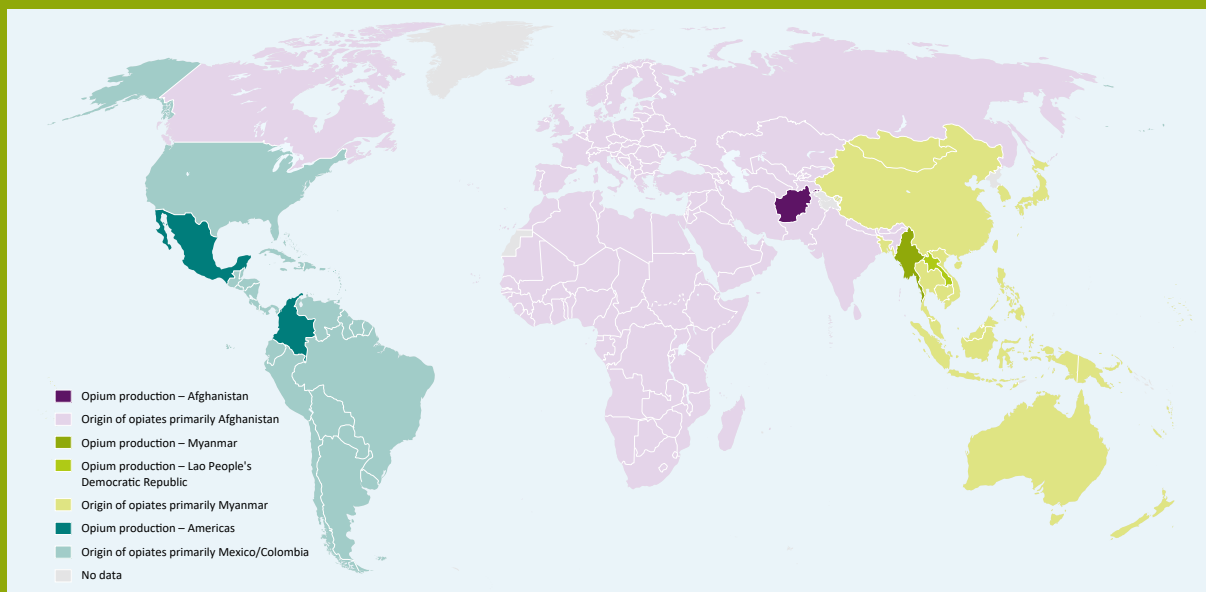 Opium production – Afghanistan
Origin of opiates primarily Afghanistan
Opium production – Myanmar
Opium production – Lao People's
Democratic Republic
Origin of opiates primarily Myanmar
Opium production – Americas
Origin of opiates primarily Mexico/Colombia
No data